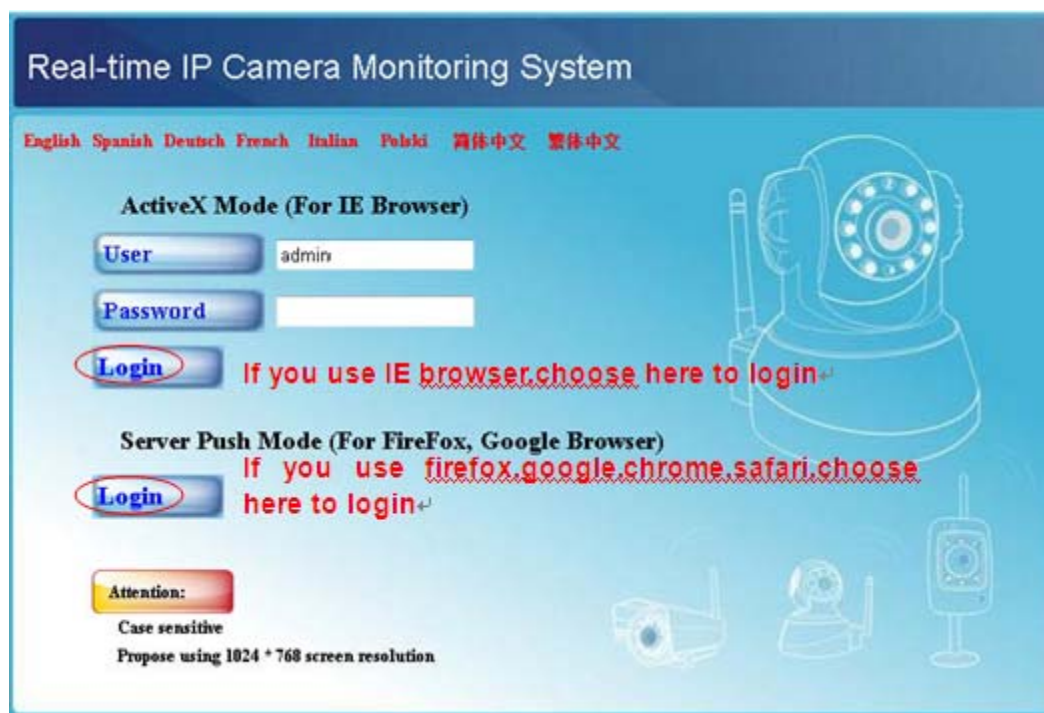 Real-time IP Camera Monitoring System
English Spanish Deutsch French Italian Polski 简体中文 繁体中文
ActiveX Mode (For IE Browser)
User admin
Password
Login If you use IE browser,choose here to login↵
Server Push Mode (For FireFox, Google Browser)
If you use firefox,google,chrome,safari,choose
Login here to login↵
Attention:
Case sensitive
Propose using 1024 * 768 screen resolution